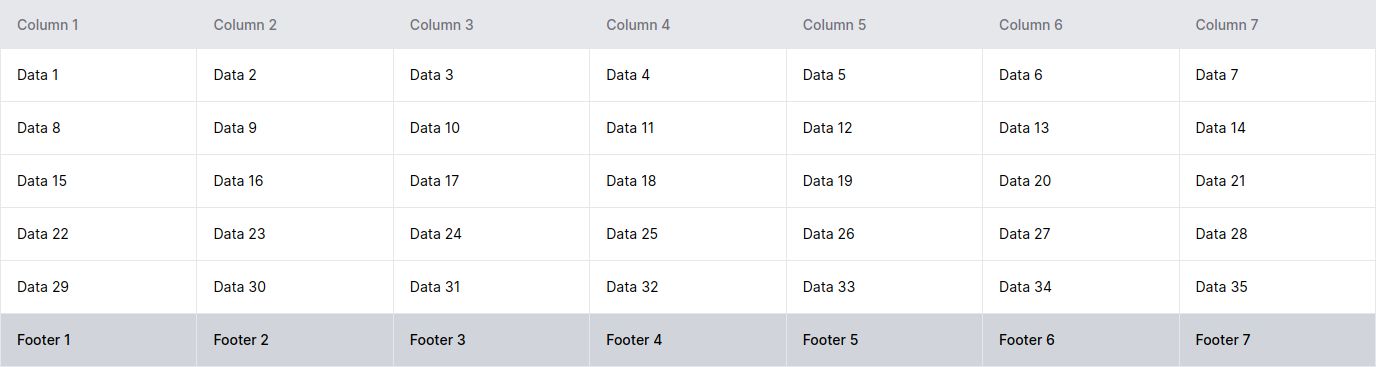 Column 1 Column 2 Column 3 Column 4 Column 5 Column 6 Column 7
Data 1 Data 2 Data 3 Data 4 Data 5 Data 6 Data 7
Data 8 Data 9 Data 10 Data 11 Data 12 Data 13 Data 14
Data 15 Data 16 Data 17 Data 18 Data 19 Data 20 Data 21
Data 22 Data 23 Data 24 Data 25 Data 26 Data 27 Data 28
Data 29 Data 30 Data 31 Data 32 Data 33 Data 34 Data 35
Footer 1 Footer 2 Footer 3 Footer 4 Footer 5 Footer 6 Footer 7